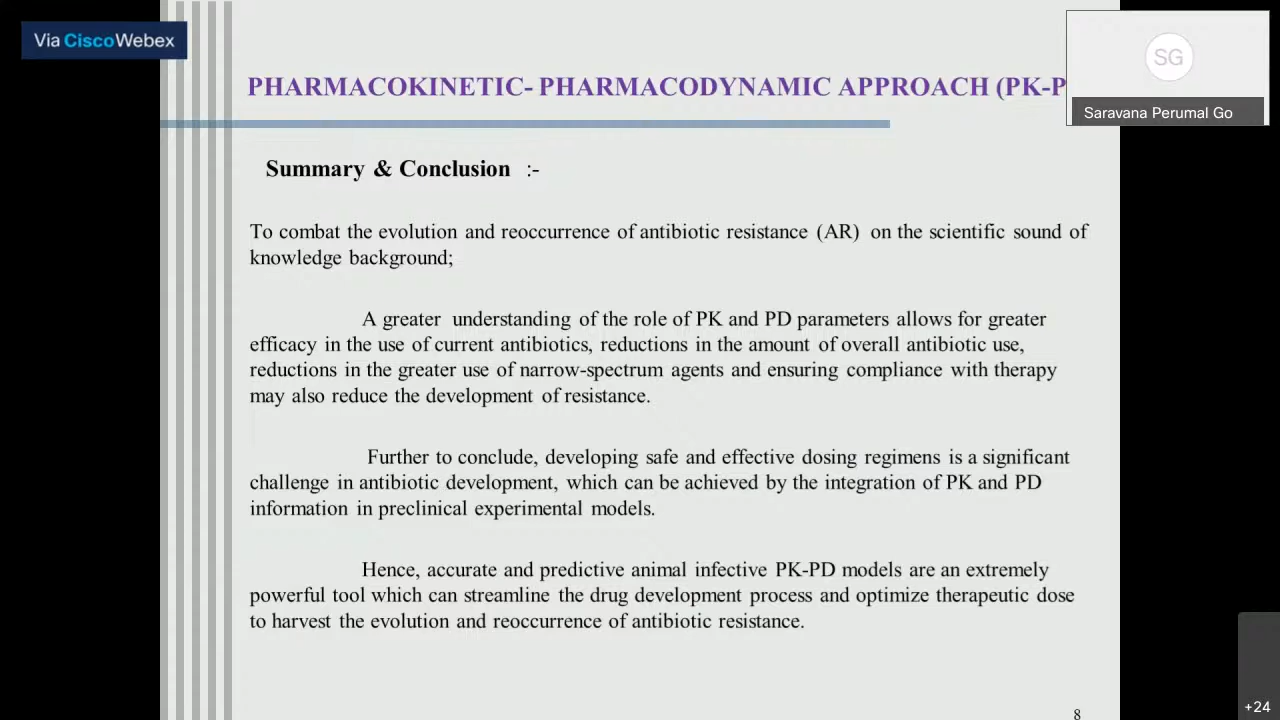 Via Cisco Webex
SG
Saravana Perumal Go
PHARMACOKINETIC- PHARMACODYNAMIC APPROACH (PK-P
Summary & Conclusion :-
To combat the evolution and reoccurrence of antibiotic resistance (AR) on the scientific sound of
knowledge background;
A greater understanding of the role of PK and PD parameters allows for greater
efficacy in the use of current antibiotics, reductions in the amount of overall antibiotic use,
reductions in the greater use of narrow-spectrum agents and ensuring compliance with therapy
may also reduce the development of resistance.
Further to conclude, developing safe and effective dosing regimens is a significant
challenge in antibiotic development, which can be achieved by the integration of PK and PD
information in preclinical experimental models.
Hence, accurate and predictive animal infective PK-PD models are an extremely
powerful tool which can streamline the drug development process and optimize therapeutic dose
to harvest the evolution and reoccurrence of antibiotic resistance.
8
+24